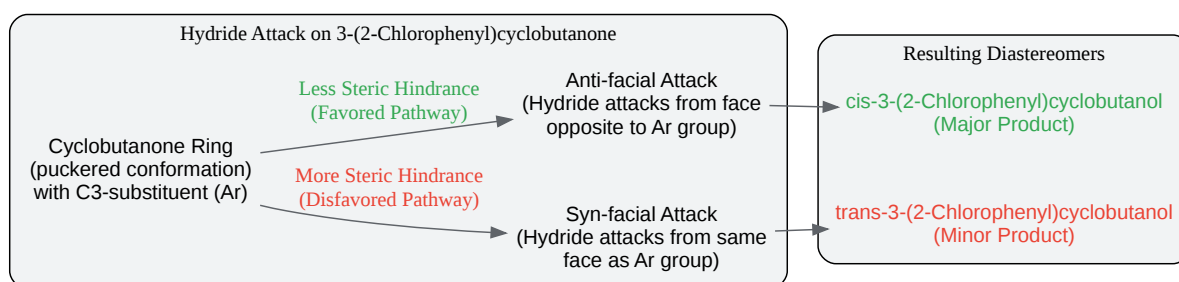 Hydride Attack on 3-(2-Chlorophenyl)cyclobutanone
Cyclobutanone Ring
(puckered conformation)
with C3-substituent (Ar)
Less Steric Hindrance
(Favored Pathway)
More Steric Hindrance
(Disfavored Pathway)
Anti-facial Attack
(Hydride attacks from face
opposite to Ar group)
Syn-facial Attack
(Hydride attacks from same
face as Ar group)
Resulting Diastereomers
cis-3-(2-Chlorophenyl)cyclobutanol
(Major Product)
trans-3-(2-Chlorophenyl)cyclobutanol
(Minor Product)